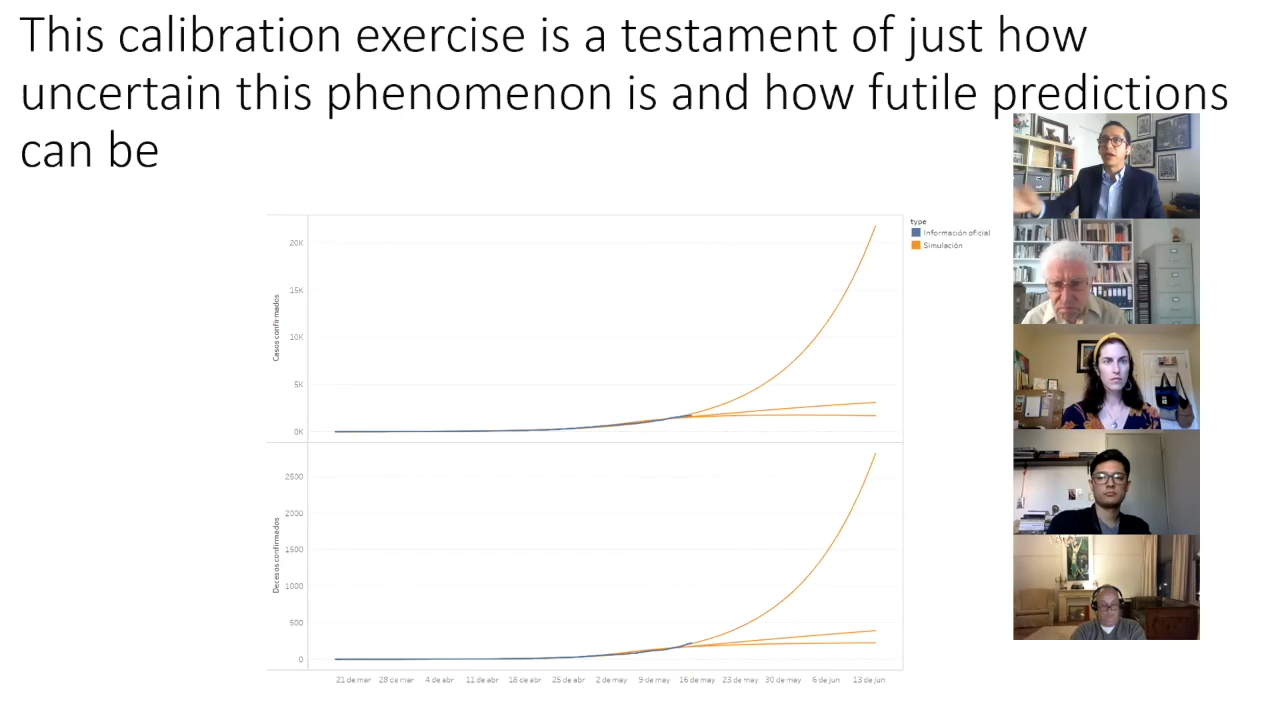 This calibration exercise is a testament of just how
uncertain this phenomenon is and how futile predictions
can be
type
Información oficial
Simulación
20K
15K
10K
5K
0K
Casos confirmados
2500
2000
1500
1000
500
0
Decesos confirmados
21 de mar 28 de mar 4 de abr 11 de abr 18 de abr 25 de abr 2 de may 9 de may 16 de may 23 de may 30 de may 6 de jun 13 de jun